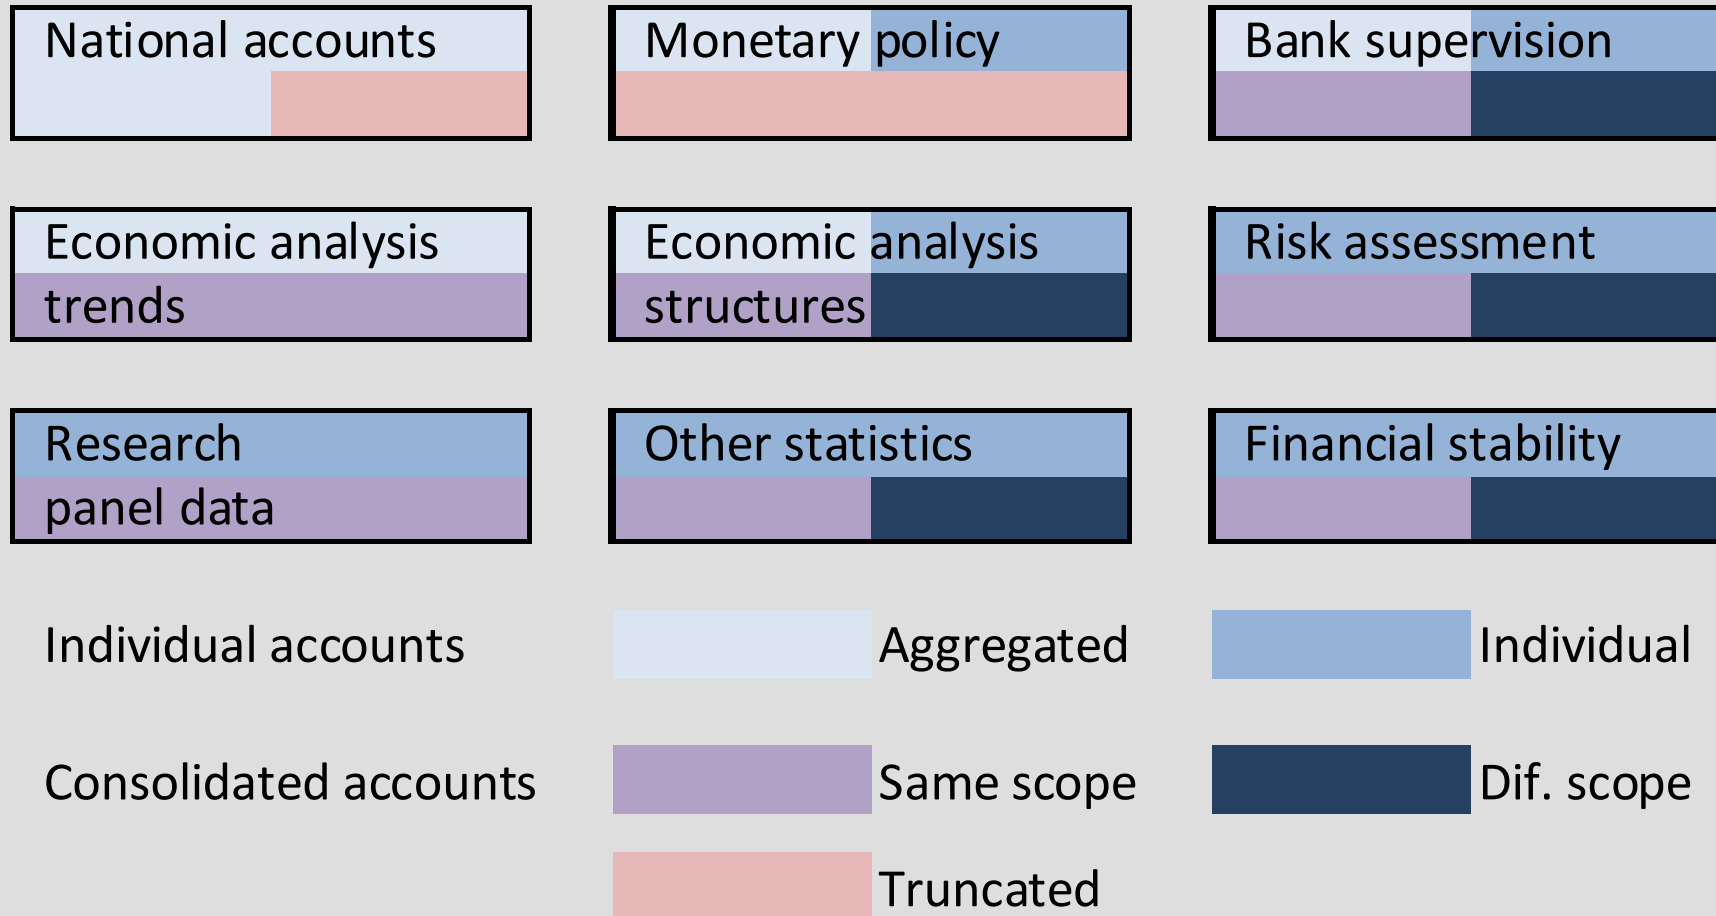 National accounts
Monetary policy
Bank supervision
Economic analysis
trends
Economic analysis
structures
Risk assessment
Research
panel data
Other statistics
Financial stability
Individual accounts
Aggregated
Individual
Consolidated accounts
Same scope
Dif. scope
Truncated